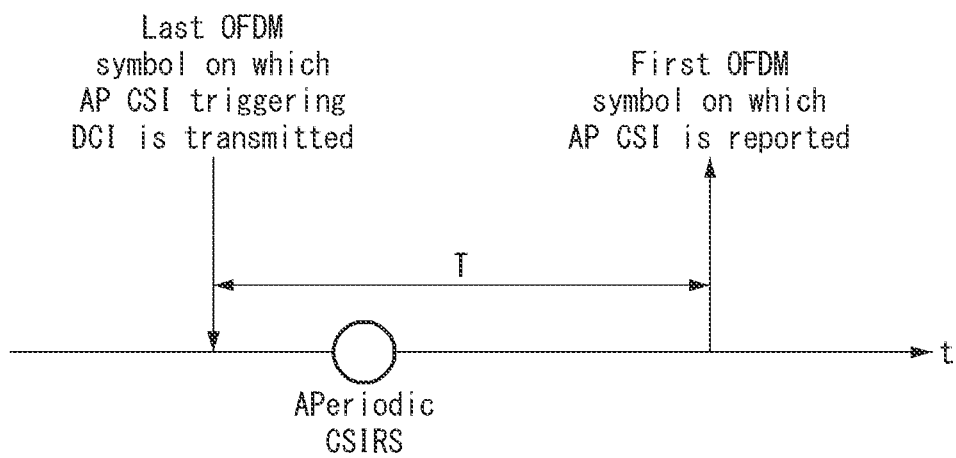 Last OFDM
symbol on which
AP CSI triggering
DCI is transmitted
First OFDM
symbol on which
AP CSI is reported
T
t
APeriodic
CSIRS